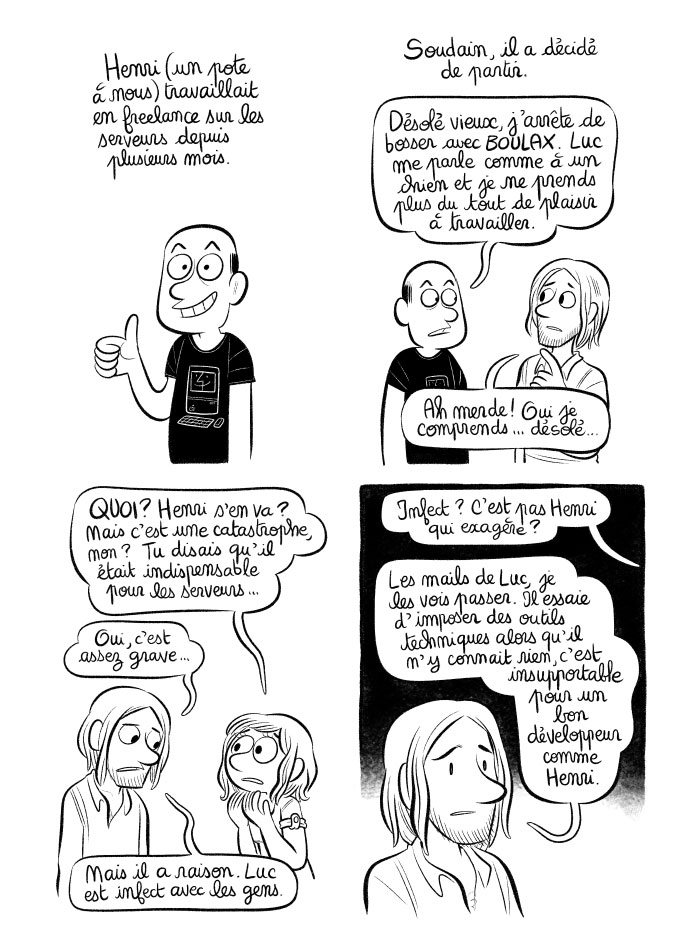 Henri (un pote
à nous) travaillait
en freelance sur les
serveurs depuis
plusieurs mois.
Soudain, il a décidé
de partir.
Désolé vieux, j'arrête de
bosser avec BOULAX. Luc
me parle comme à un
chien et je ne prends
plus du tout de plaisir
à travailler.
Ah merde! Oui je
comprends... désolé...
QUOI? Henri s'en va?
Mais c'est une catastrophe,
non? Tu disais qu'il
était indispensable
pour les serveurs...
Oui, c'est
assez grave...
Mais il a raison. Luc
est infect avec les gens.
Infect? C'est pas Henri
qui exagère?
Les mails de Luc, je
les vois passer. Il essaie
d'imposer des outils
techniques alors qu'il
n'y connait rien, c'est
insupportable
pour un
bon
développeur
comme
Henri.